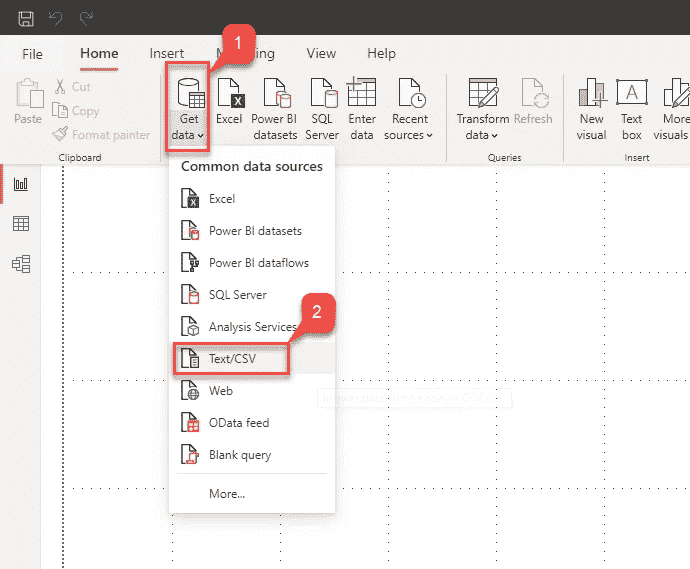 1
File Home Insert View Help
Cut
Copy
Format painter
Paste
Get data
Excel
Power BI datasets
SQL Server
Enter data
Recent sources
Transform data
Refresh
New visual
Text box
More visuals
Clipboard
Queries
Insert
Common data sources
Excel
Power BI datasets
Power BI dataflows
SQL Server
2
Analysis Services
Text/CSV
Web
OData feed
Blank query
More...